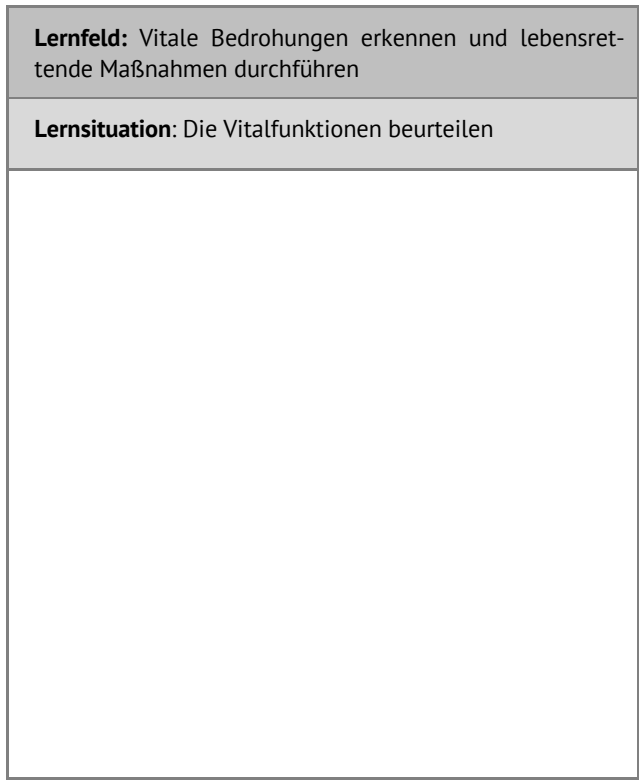 Lernfeld: Vitale Bedrohungen erkennen und lebensret-
tende Maßnahmen durchführen
Lernsituation: Die Vitalfunktionen beurteilen